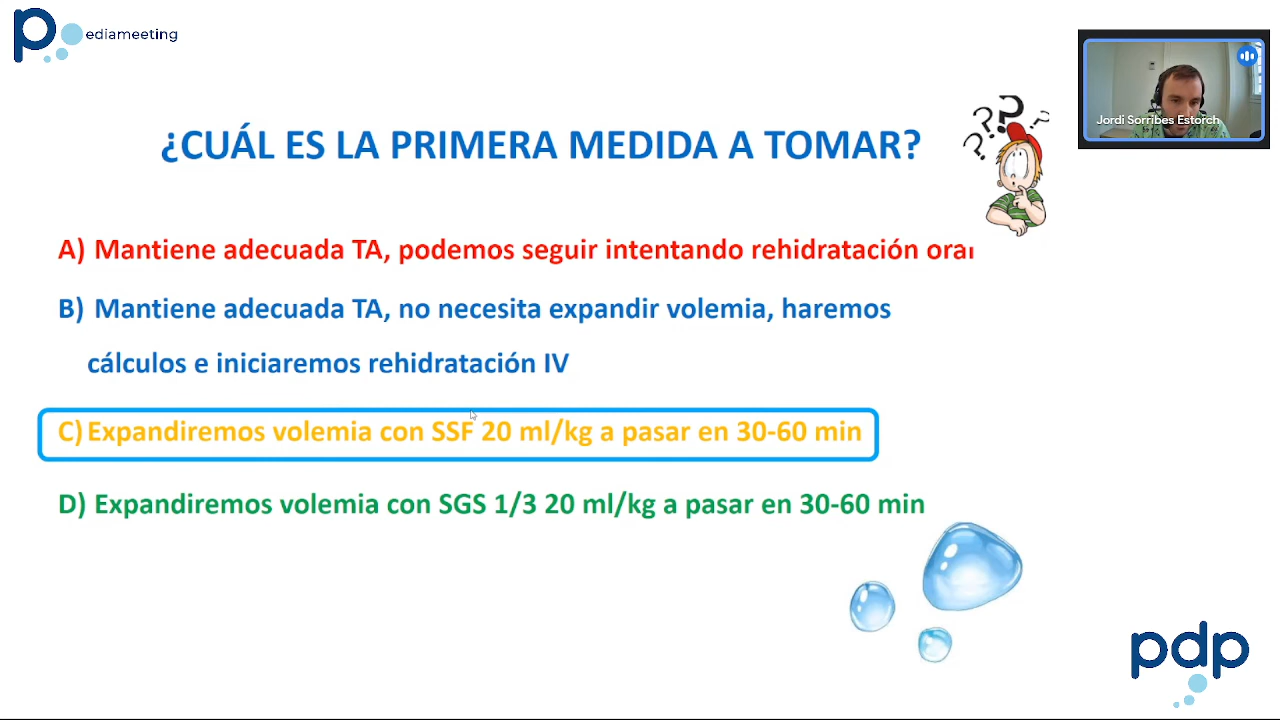 pediameeting
Jordi Sorribes Estorch
¿CUÁL ES LA PRIMERA MEDIDA A TOMAR?
A) Mantiene adecuada TA, podemos seguir intentando rehidratación oral
B) Mantiene adecuada TA, no necesita expandir volemia, haremos
cálculos e iniciaremos rehidratación IV
C) Expandiremos volemia con SSF 20 ml/kg a pasar en 30-60 min
D) Expandiremos volemia con SGS 1/3 20 ml/kg a pasar en 30-60 min
pdp